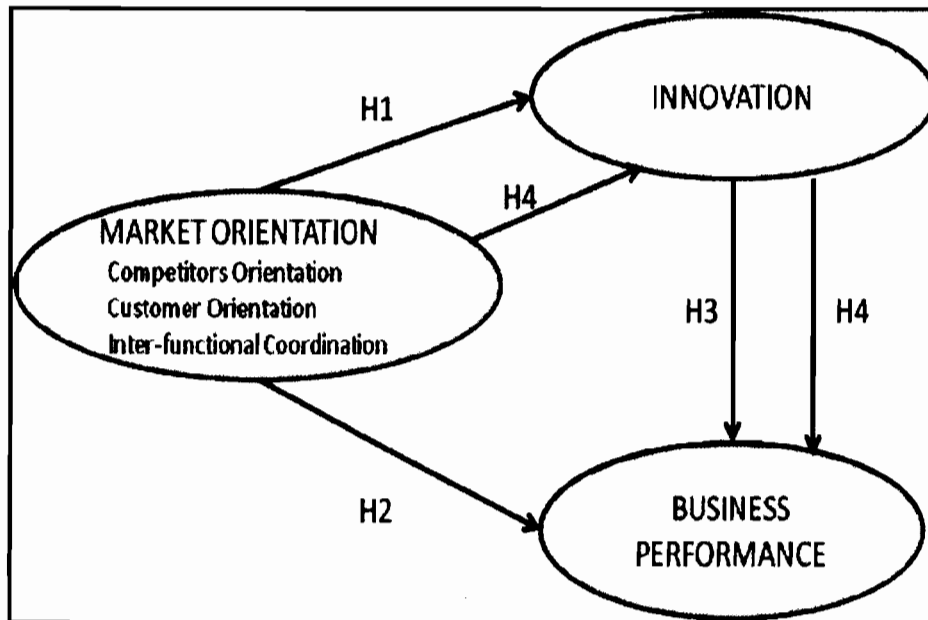 INNOVATION
H1
H4
MARKET ORIENTATION
Competitors Orientation
Customer Orientation
Inter-functional Coordination
H3
H4
H2
BUSINESS
PERFORMANCE